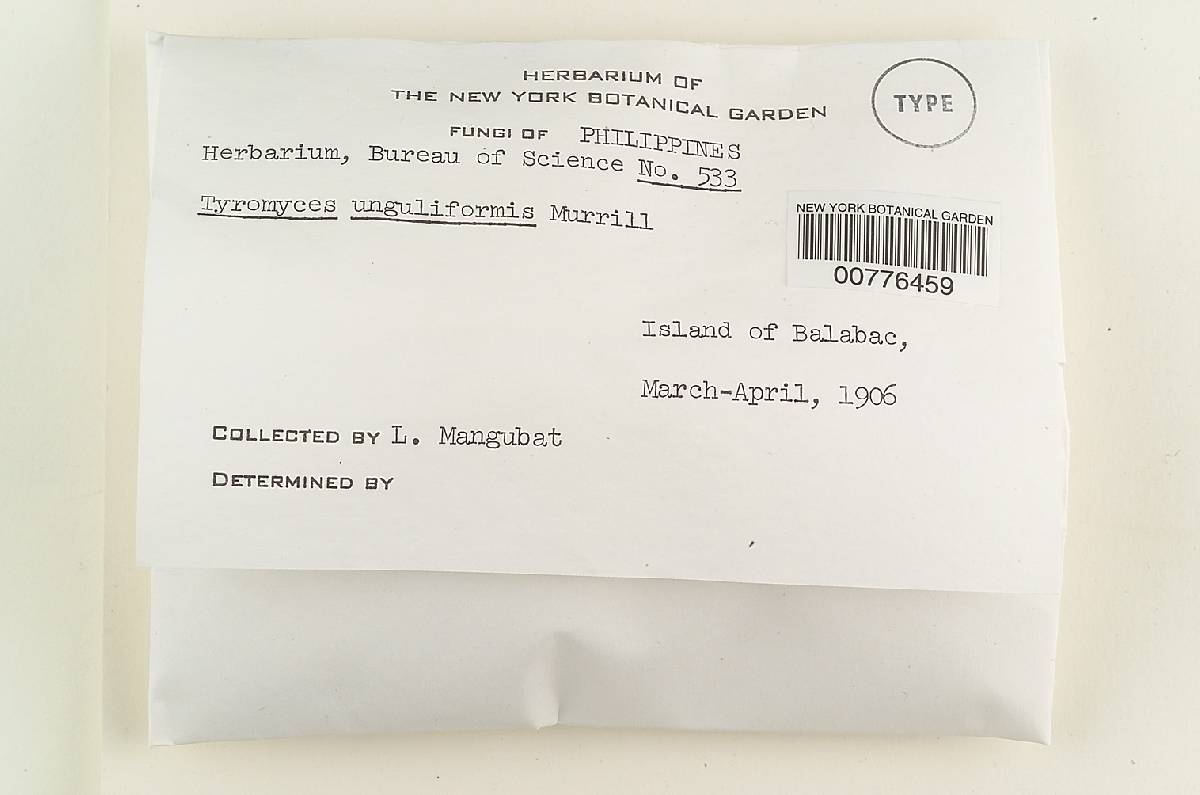 HERBARIUM OF
THE NEW YORK BOTANICAL GARDEN
TYPE
FUNGI OF PHILIPPINES
Herbarium, Bureau of Science No. 533
Tyromyces unguliformis Murrill
NEW YORK BOTANICAL GARDEN
00776459
Island of Balabac,
March-April, 1906
COLLECTED BY L. Mangubat
DETERMINED BY